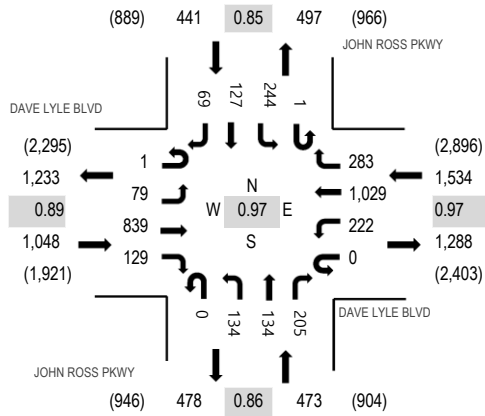 (889) 441 0.85 497 (966)
JOHN ROSS PKWY
69 127 244 1
DAVE LYLE BLVD
(2,295)
1,233
0.89
1,048
(1,921)
1
79
839
129
N
W 0.97 E
S
283
1,029
222
0
(2,896)
1,534
0.97
1,288
(2,403)
0 134 134 205
DAVE LYLE BLVD
JOHN ROSS PKWY
(946) 478 0.86 473 (904)